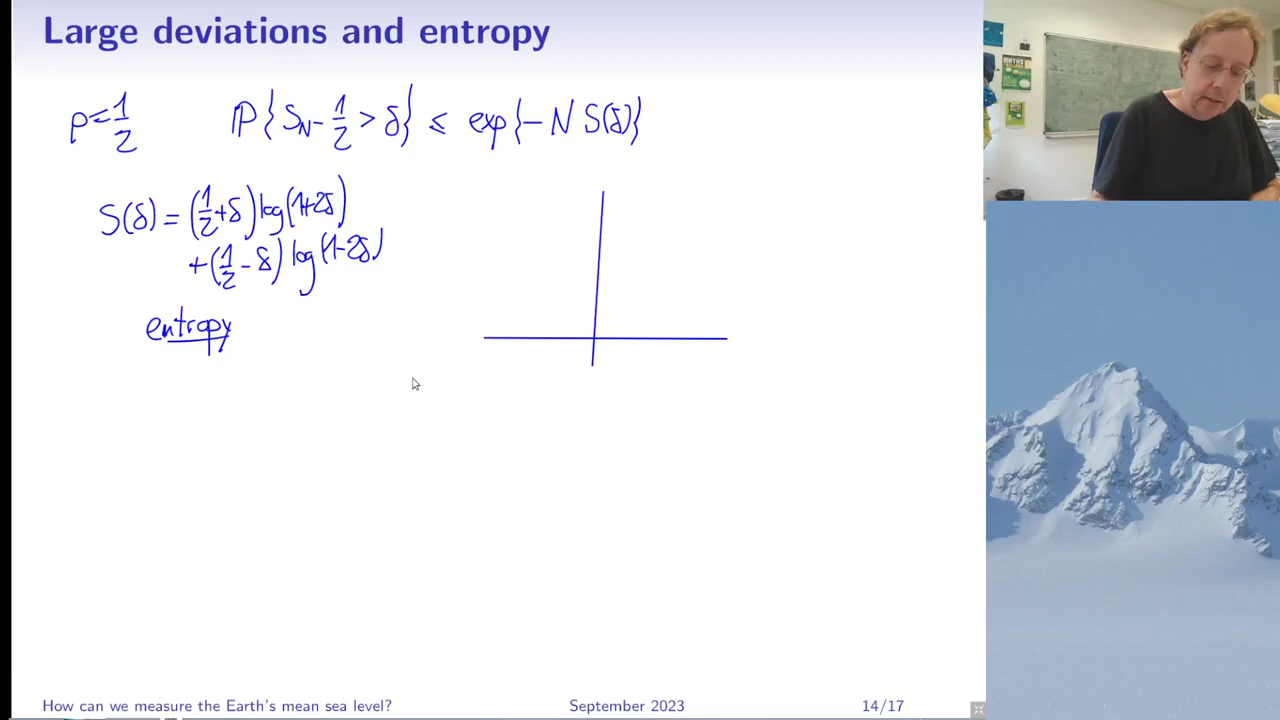 Large deviations and entropy
p = 1/2 ℙ{S_N - 1/2 > δ} ≤ exp{-N S(δ)}
S(δ) = (1/2 + δ) log(1+2δ)
+ (1/2 - δ) log(1-2δ)
entropy
How can we measure the Earth's mean sea level? September 2023 14/17